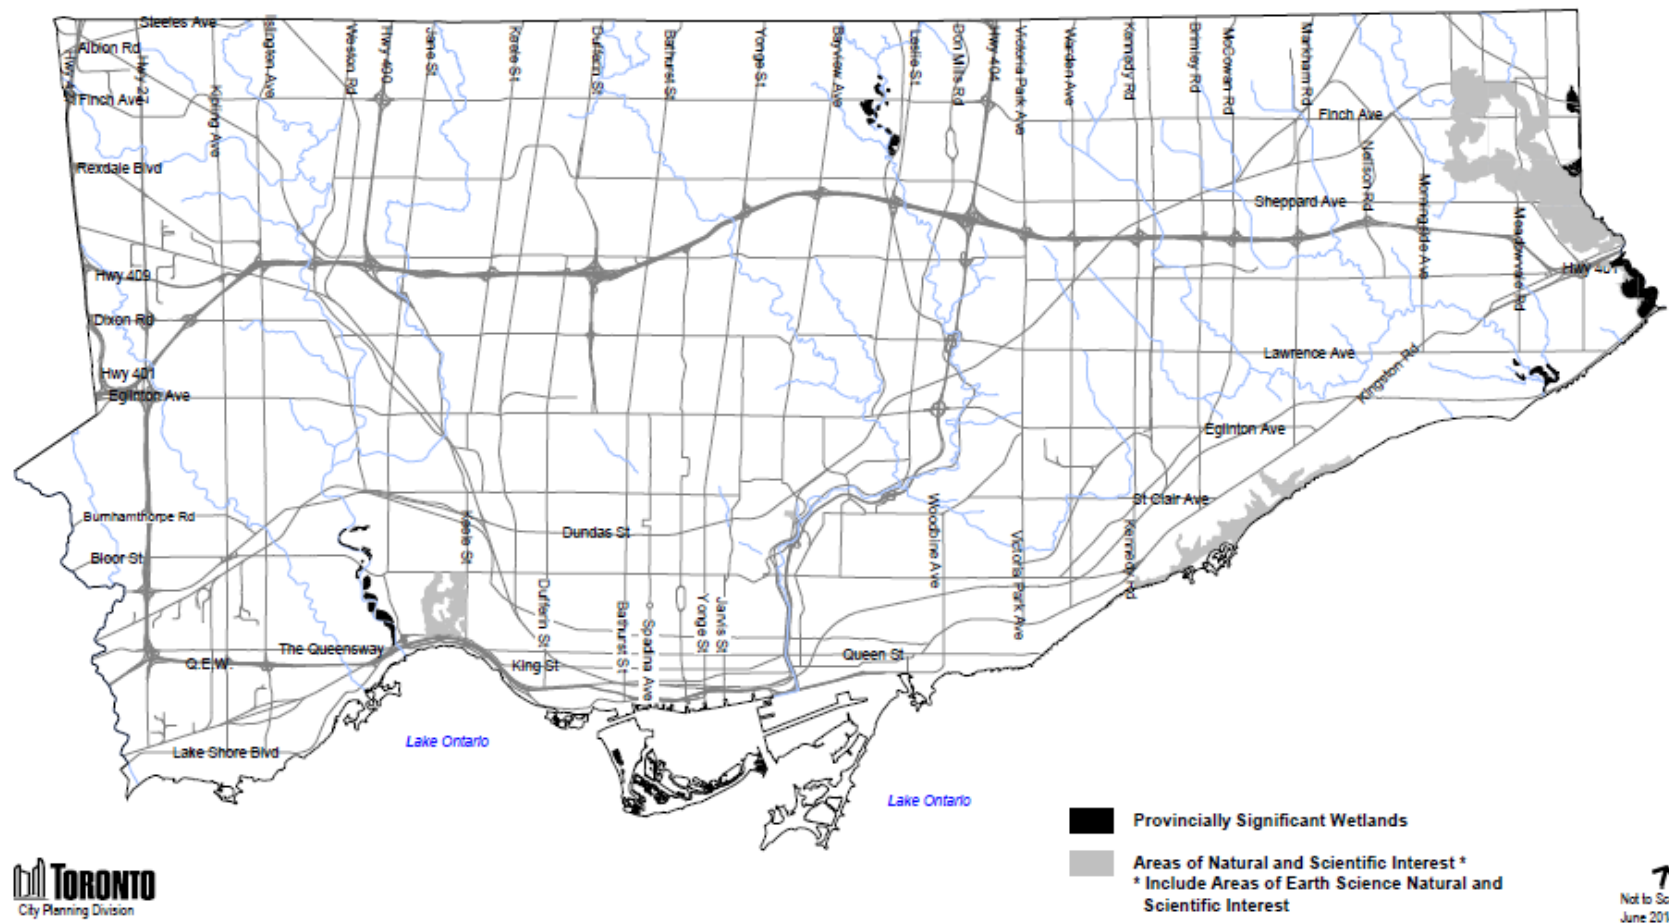 Steeles Ave
Albion Rd
Finch Ave
Rexdale Blvd
Hwy 27
Kipling Ave
Islington Ave
Weston Rd
Hwy 400
Jane St
Keele St
Dufferin St
Bathurst St
Yonge St
Bayview Ave
Leslie St
Don Mills Rd
Hwy 404
Victoria Park Ave
Warden Ave
Kennedy Rd
Brimley Rd
McCowan Rd
Markham Rd
Finch Ave
Neilson Rd
Morningside Ave
Meadowvale Rd
Sheppard Ave
Hwy 401
Hwy 409
Dixon Rd
Hwy 401
Eglinton Ave
Lawrence Ave
Kingston Rd
Eglinton Ave
St Clair Ave
Burnhamthorpe Rd
Bloor St
Dundas St
Keele St
Woodbine Ave
Victoria Park Ave
Kennedy Rd
Dufferin St
Bathurst St
Spadina Ave
Yonge St
Jarvis St
The Queensway
Q.E.W.
King St
Queen St
Lake Shore Blvd
Lake Ontario
Lake Ontario
Provincially Significant Wetlands
Areas of Natural and Scientific Interest *
* Include Areas of Earth Science Natural and
Scientific Interest
TORONTO
City Planning Division
Not to
June